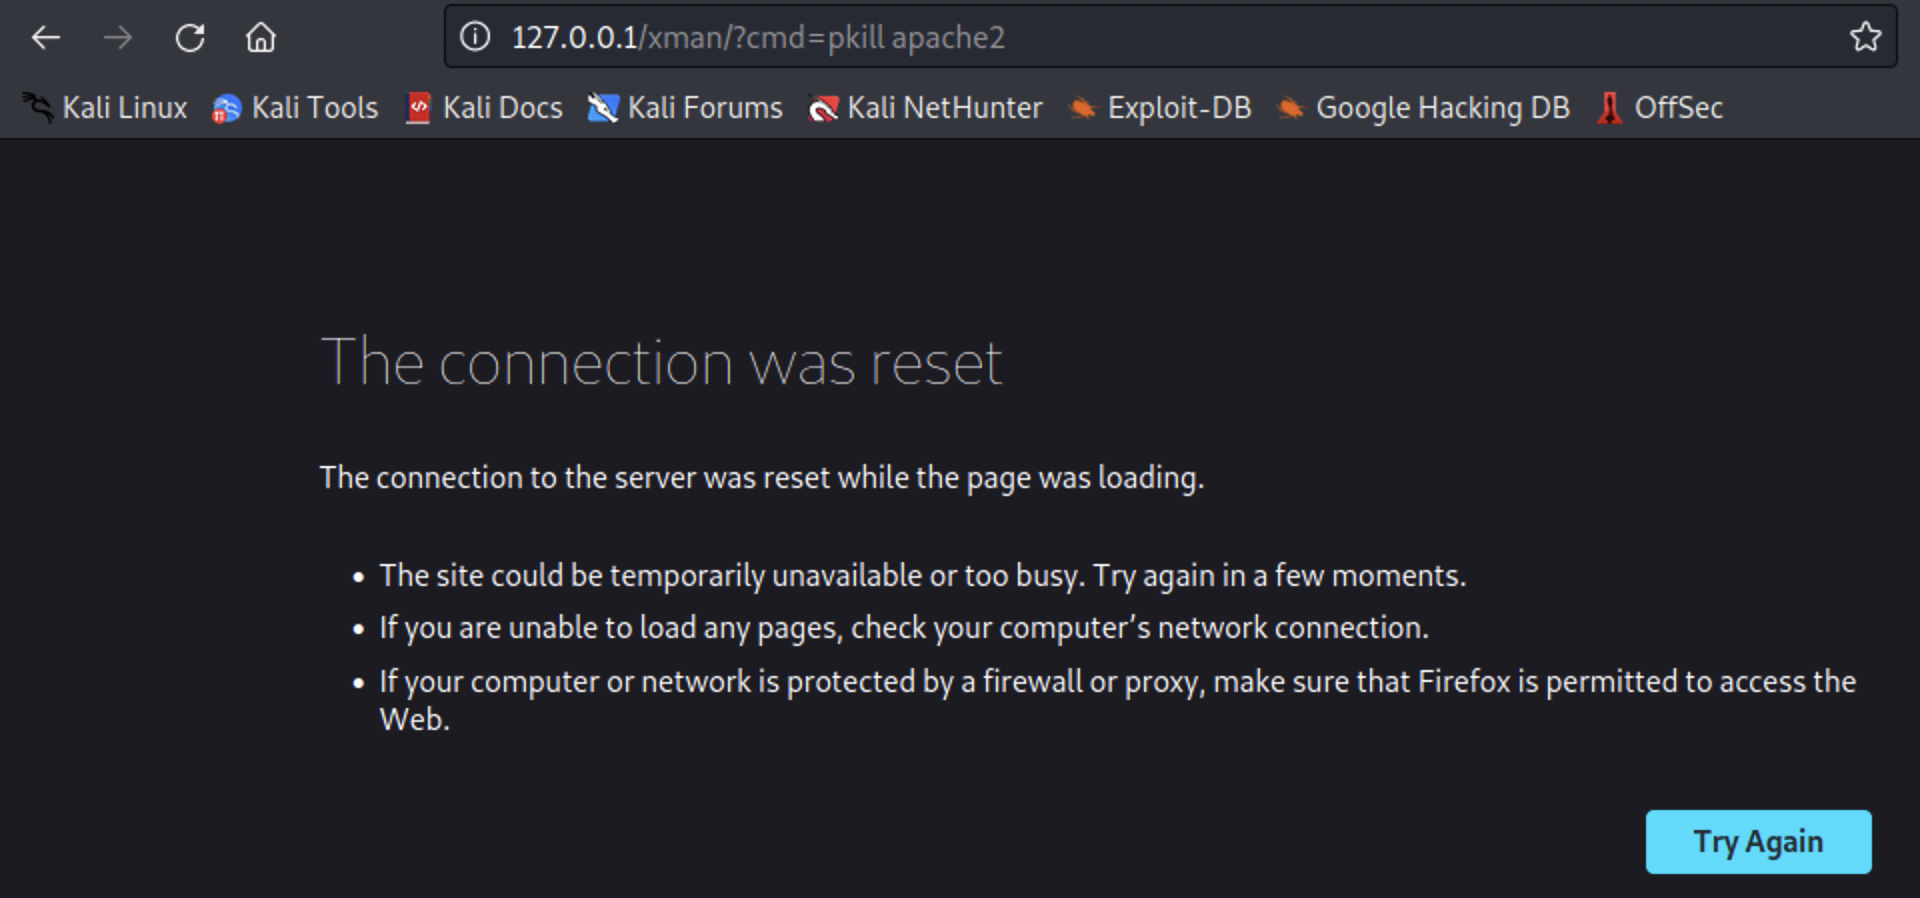 127.0.0.1/xman/?cmd=pkill apache2
Kali Linux Kali Tools Kali Docs Kali Forums Kali NetHunter Exploit-DB Google Hacking DB OffSec
The connection was reset
The connection to the server was reset while the page was loading.
• The site could be temporarily unavailable or too busy. Try again in a few moments.
• If you are unable to load any pages, check your computer’s network connection.
• If your computer or network is protected by a firewall or proxy, make sure that Firefox is permitted to access the
Web.
Try Again